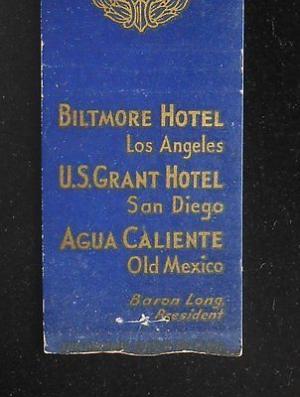 BILTMORE HOTEL
Los Angeles
U.S.GRANT HOTEL
San Diego
AGUA CALIENTE
Old Mexico
Baron Long,
President